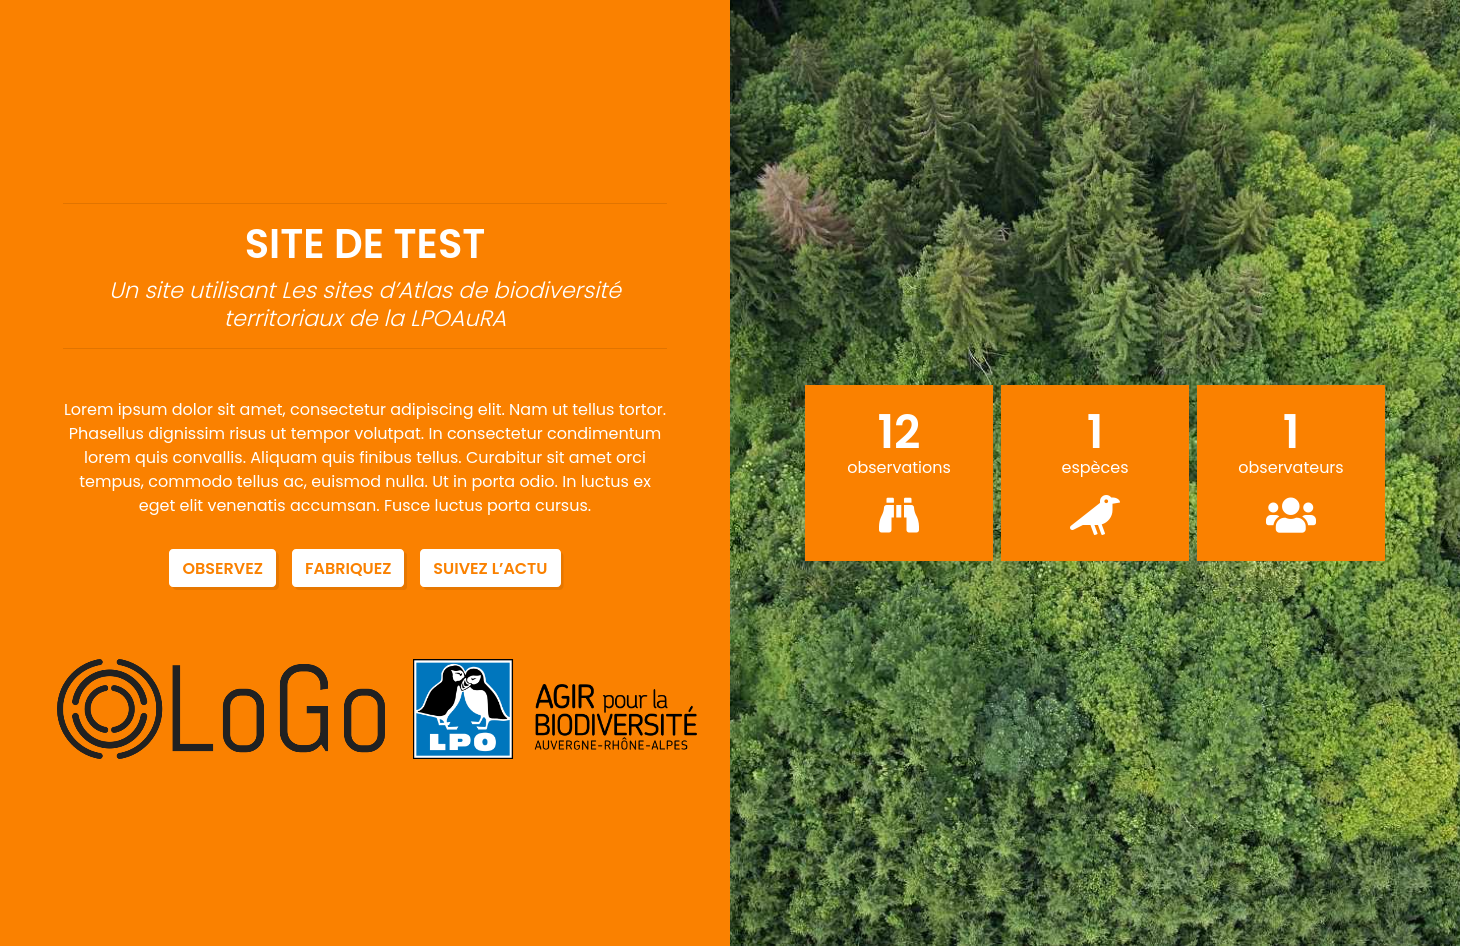 SITE DE TEST
Un site utilisant Les sites d’Atlas de biodiversité
territoriaux de la LPOAuRA
Lorem ipsum dolor sit amet, consectetur adipiscing elit. Nam ut tellus tortor.
Phasellus dignissim risus ut tempor volutpat. In consectetur condimentum
lorem quis convallis. Aliquam quis finibus tellus. Curabitur sit amet orci
tempus, commodo tellus ac, euismod nulla. Ut in porta odio. In luctus ex
eget elit venenatis accumsan. Fusce luctus porta cursus.
OBSERVEZ
FABRIQUEZ
SUIVEZ L’ACTU
LoGo
LPO
AGIR pour la
BIODIVERSITÉ
AUVERGNE-RHÔNE-ALPES
12
observations
1
espèces
1
observateurs